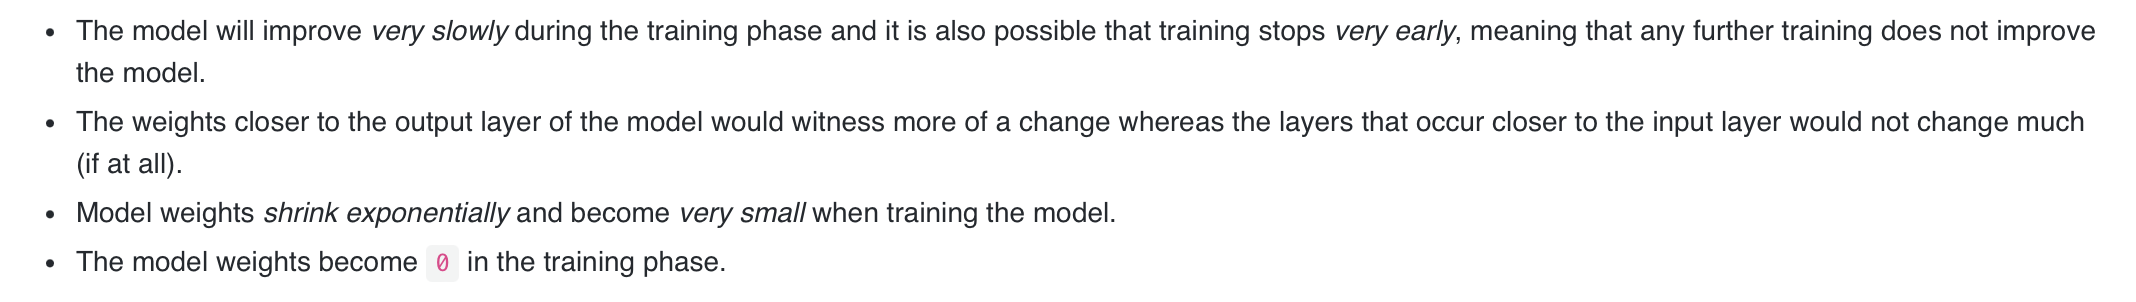 • The model will improve very slowly during the training phase and it is also possible that training stops very early, meaning that any further training does not improve
the model.
• The weights closer to the output layer of the model would witness more of a change whereas the layers that occur closer to the input layer would not change much
(if at all).
• Model weights shrink exponentially and become very small when training the model.
• The model weights become 0 in the training phase.